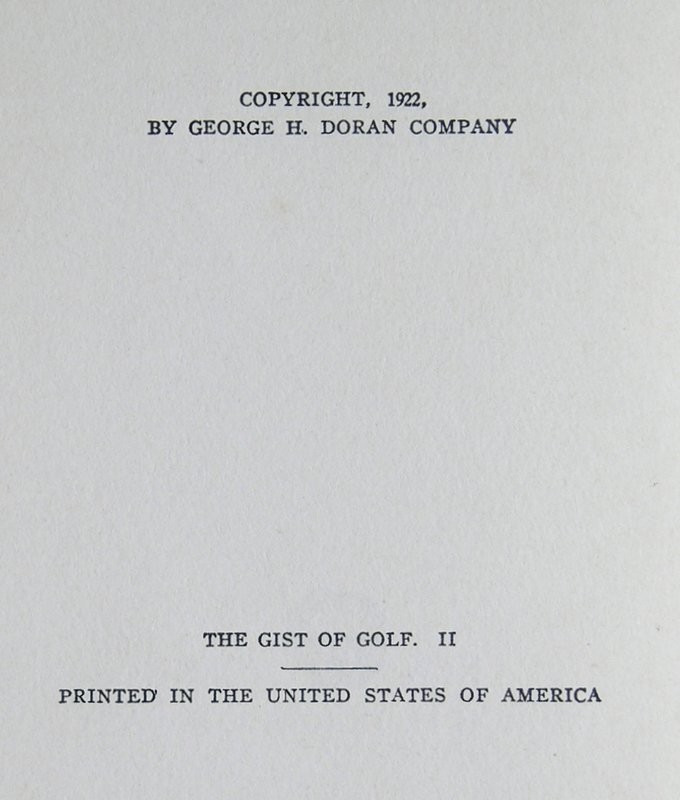 COPYRIGHT, 1922,
BY GEORGE H. DORAN COMPANY
THE GIST OF GOLF. II
PRINTED IN THE UNITED STATES OF AMERICA